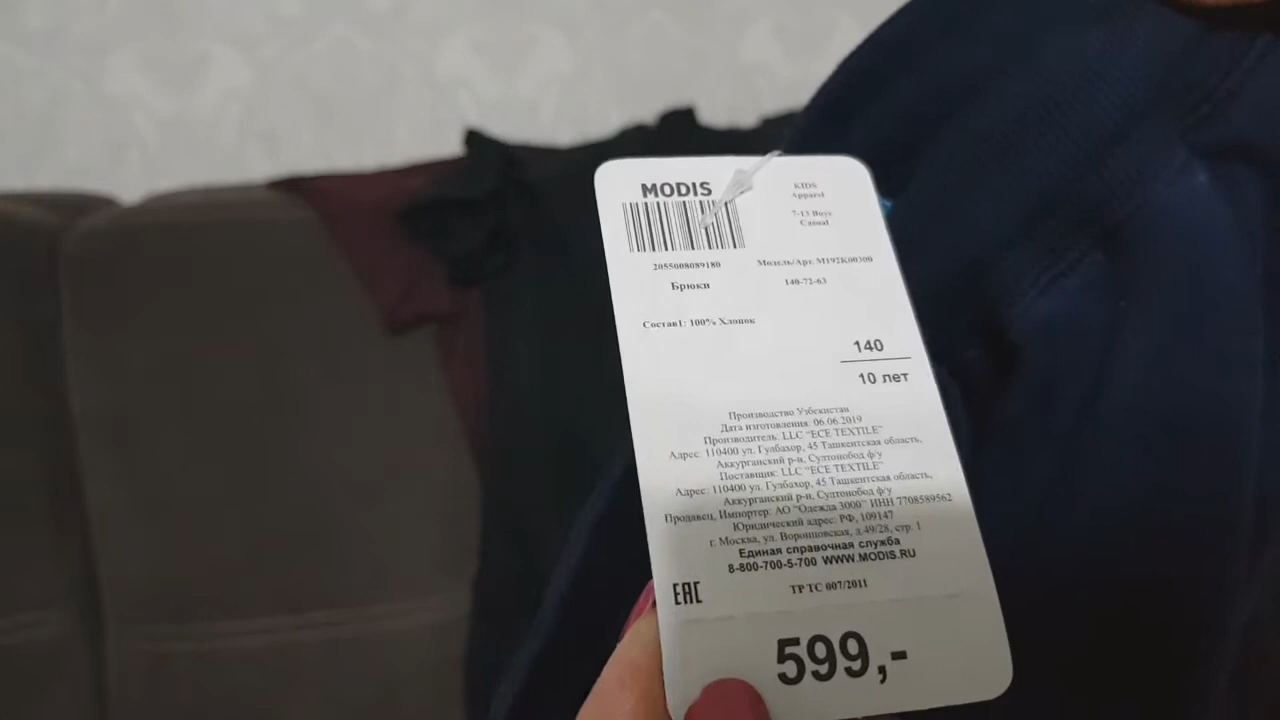 MODIS
KIDS
Apparel
7-13 Boys
Casual
2055008089180
Модель/Арт. M192K00300
Брюки
140-72-63
Состав1: 100% Хлопок
140
10 лет
Производство Узбекистан
Дата изготовления: 06.06.2019
Производитель: LLC "ECE TEXTILE"
Адрес: 110400 ул. Гулбахор, 45 Ташкентская область,
Аккурганский р-н, Султонобод ф/у
Поставщик: LLC "ECE TEXTILE"
Адрес: 110400 ул. Гулбахор, 45 Ташкентская область,
Аккурганский р-н, Султонобод ф/у
Продавец, Импортер: АО "Одежда 3000" ИНН 7708589562
Юридический адрес: РФ, 109147
г. Москва, ул. Воронцовская, д.49/28, стр. 1
Единая справочная служба
8-800-700-5-700 WWW.MODIS.RU
EAC
ТР ТС 007/2011
599,-